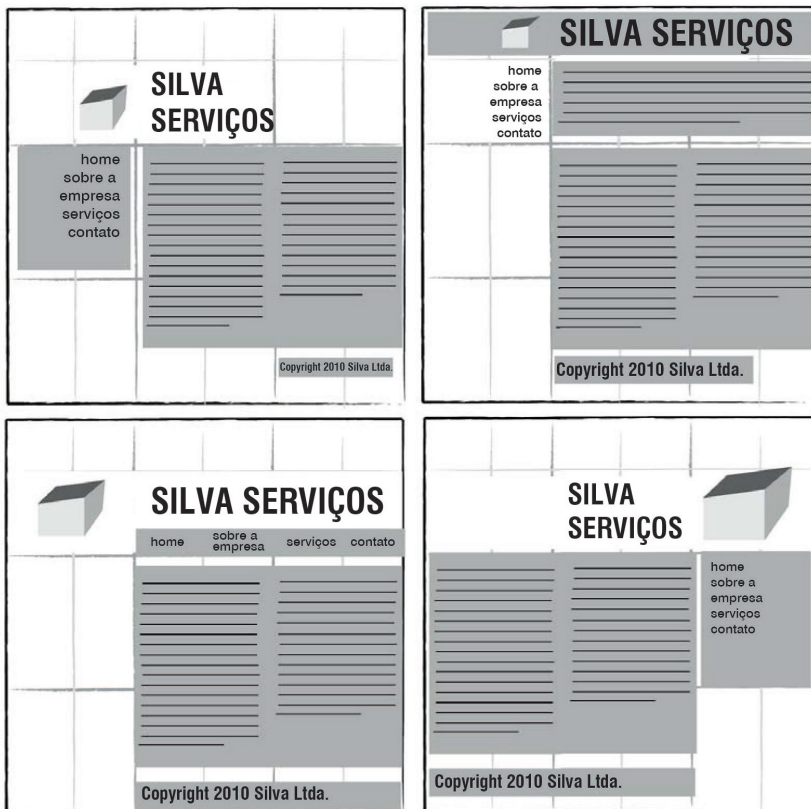 SILVA
SERVIÇOS
home
sobre a
empresa
serviços
contato
Copyright 2010 Silva Ltda.
SILVA SERVIÇOS
home
sobre a
empresa
serviços
contato
Copyright 2010 Silva Ltda.
SILVA SERVIÇOS
home sobre a empresa serviços contato
Copyright 2010 Silva Ltda.
SILVA
SERVIÇOS
home
sobre a
empresa
serviços
contato
Copyright 2010 Silva Ltda.